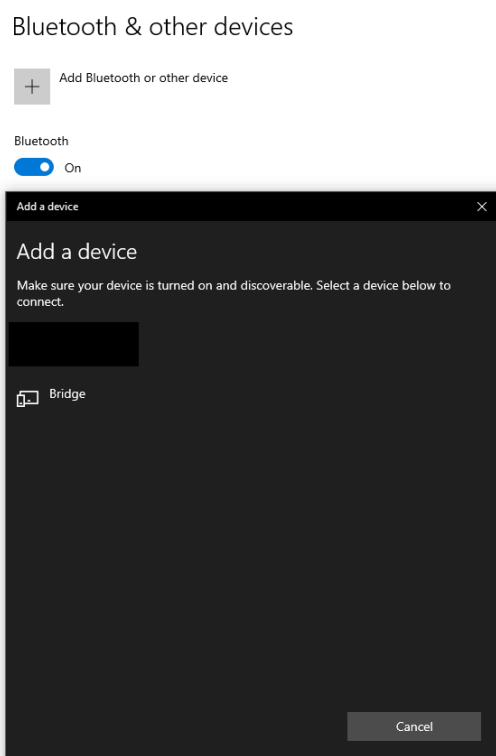 Bluetooth & other devices
Add Bluetooth or other device
Bluetooth
On
Add a device
Add a device
Make sure your device is turned on and discoverable. Select a device below to
connect.
Bridge
Cancel